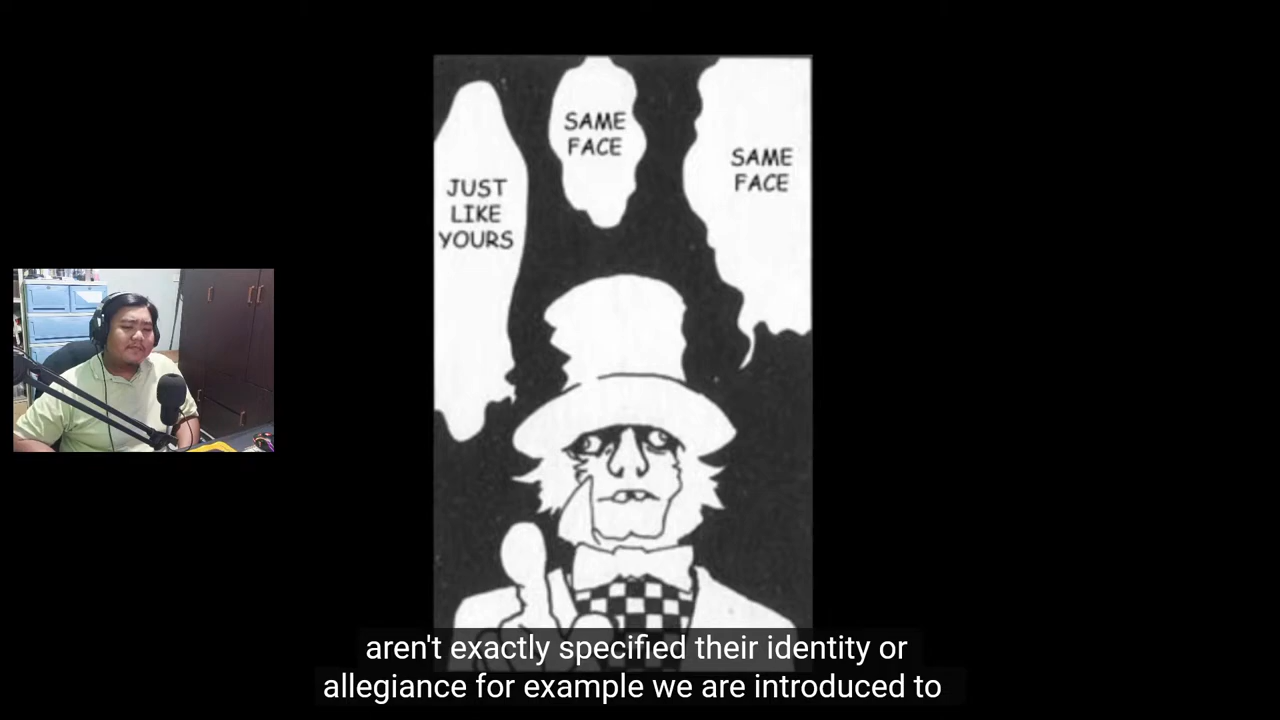 SAME
FACE
SAME
FACE
JUST
LIKE
YOURS
aren't exactly specified their identity or
allegiance for example we are introduced to